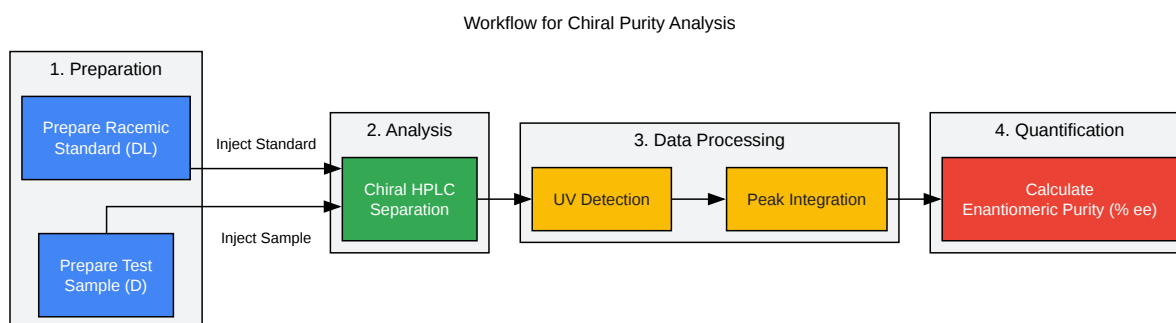 Workflow for Chiral Purity Analysis
1. Preparation
Prepare Racemic
Standard (DL)
Prepare Test
Sample (D)
Inject Standard
Inject Sample
2. Analysis
Chiral HPLC
Separation
3. Data Processing
UV Detection
Peak Integration
4. Quantification
Calculate
Enantiomeric Purity (% ee)